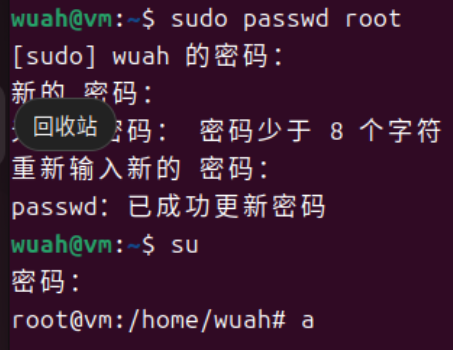 wuah@vm:~$ sudo passwd root
[sudo] wuah 的密码：
新的 密码：
回收站
密码： 密码少于 8 个字符
重新输入新的 密码：
passwd：已成功更新密码
wuah@vm:~$ su
密码：
root@vm:/home/wuah# a